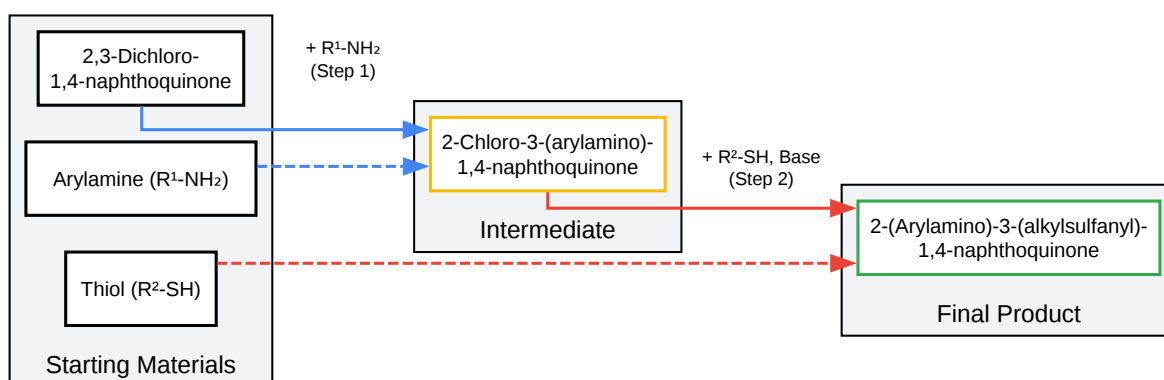 2,3-Dichloro-
1,4-naphthoquinone
Arylamine (R¹-NH₂)
Thiol (R²-SH)
Starting Materials
+ R¹-NH₂
(Step 1)
2-Chloro-3-(arylamino)-
1,4-naphthoquinone
Intermediate
+ R²-SH, Base
(Step 2)
2-(Arylamino)-3-(alkylsulfanyl)-
1,4-naphthoquinone
Final Product